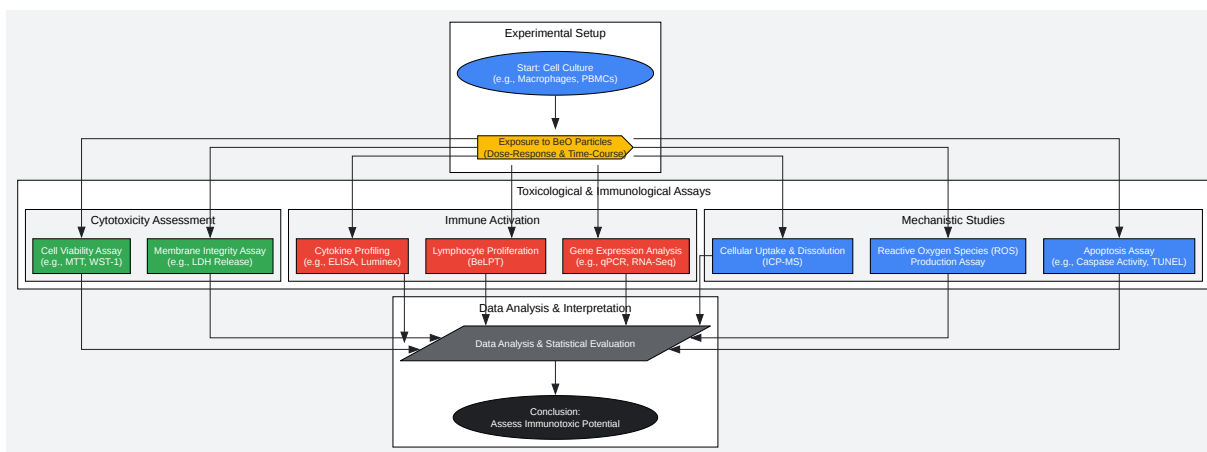 Experimental Setup
Start: Cell Culture
(e.g., Macrophages, PBMCs)
Exposure to BeO Particles
(Dose-Response & Time-Course)
Toxicological & Immunological Assays
Cytotoxicity Assessment
Immune Activation
Mechanistic Studies
Cell Viability Assay
(e.g., MTT, WST-1)
Membrane Integrity Assay
(e.g., LDH Release)
Cytokine Profiling
(e.g., ELISA, Luminex)
Lymphocyte Proliferation
(BeLPT)
Gene Expression Analysis
(e.g., qPCR, RNA-Seq)
Cellular Uptake & Dissolution
(ICP-MS)
Reactive Oxygen Species (ROS)
Production Assay
Apoptosis Assay
(e.g., Caspase Activity, TUNEL)
Data Analysis & Interpretation
Data Analysis & Statistical Evaluation
Conclusion:
Assess Immunotoxic Potential